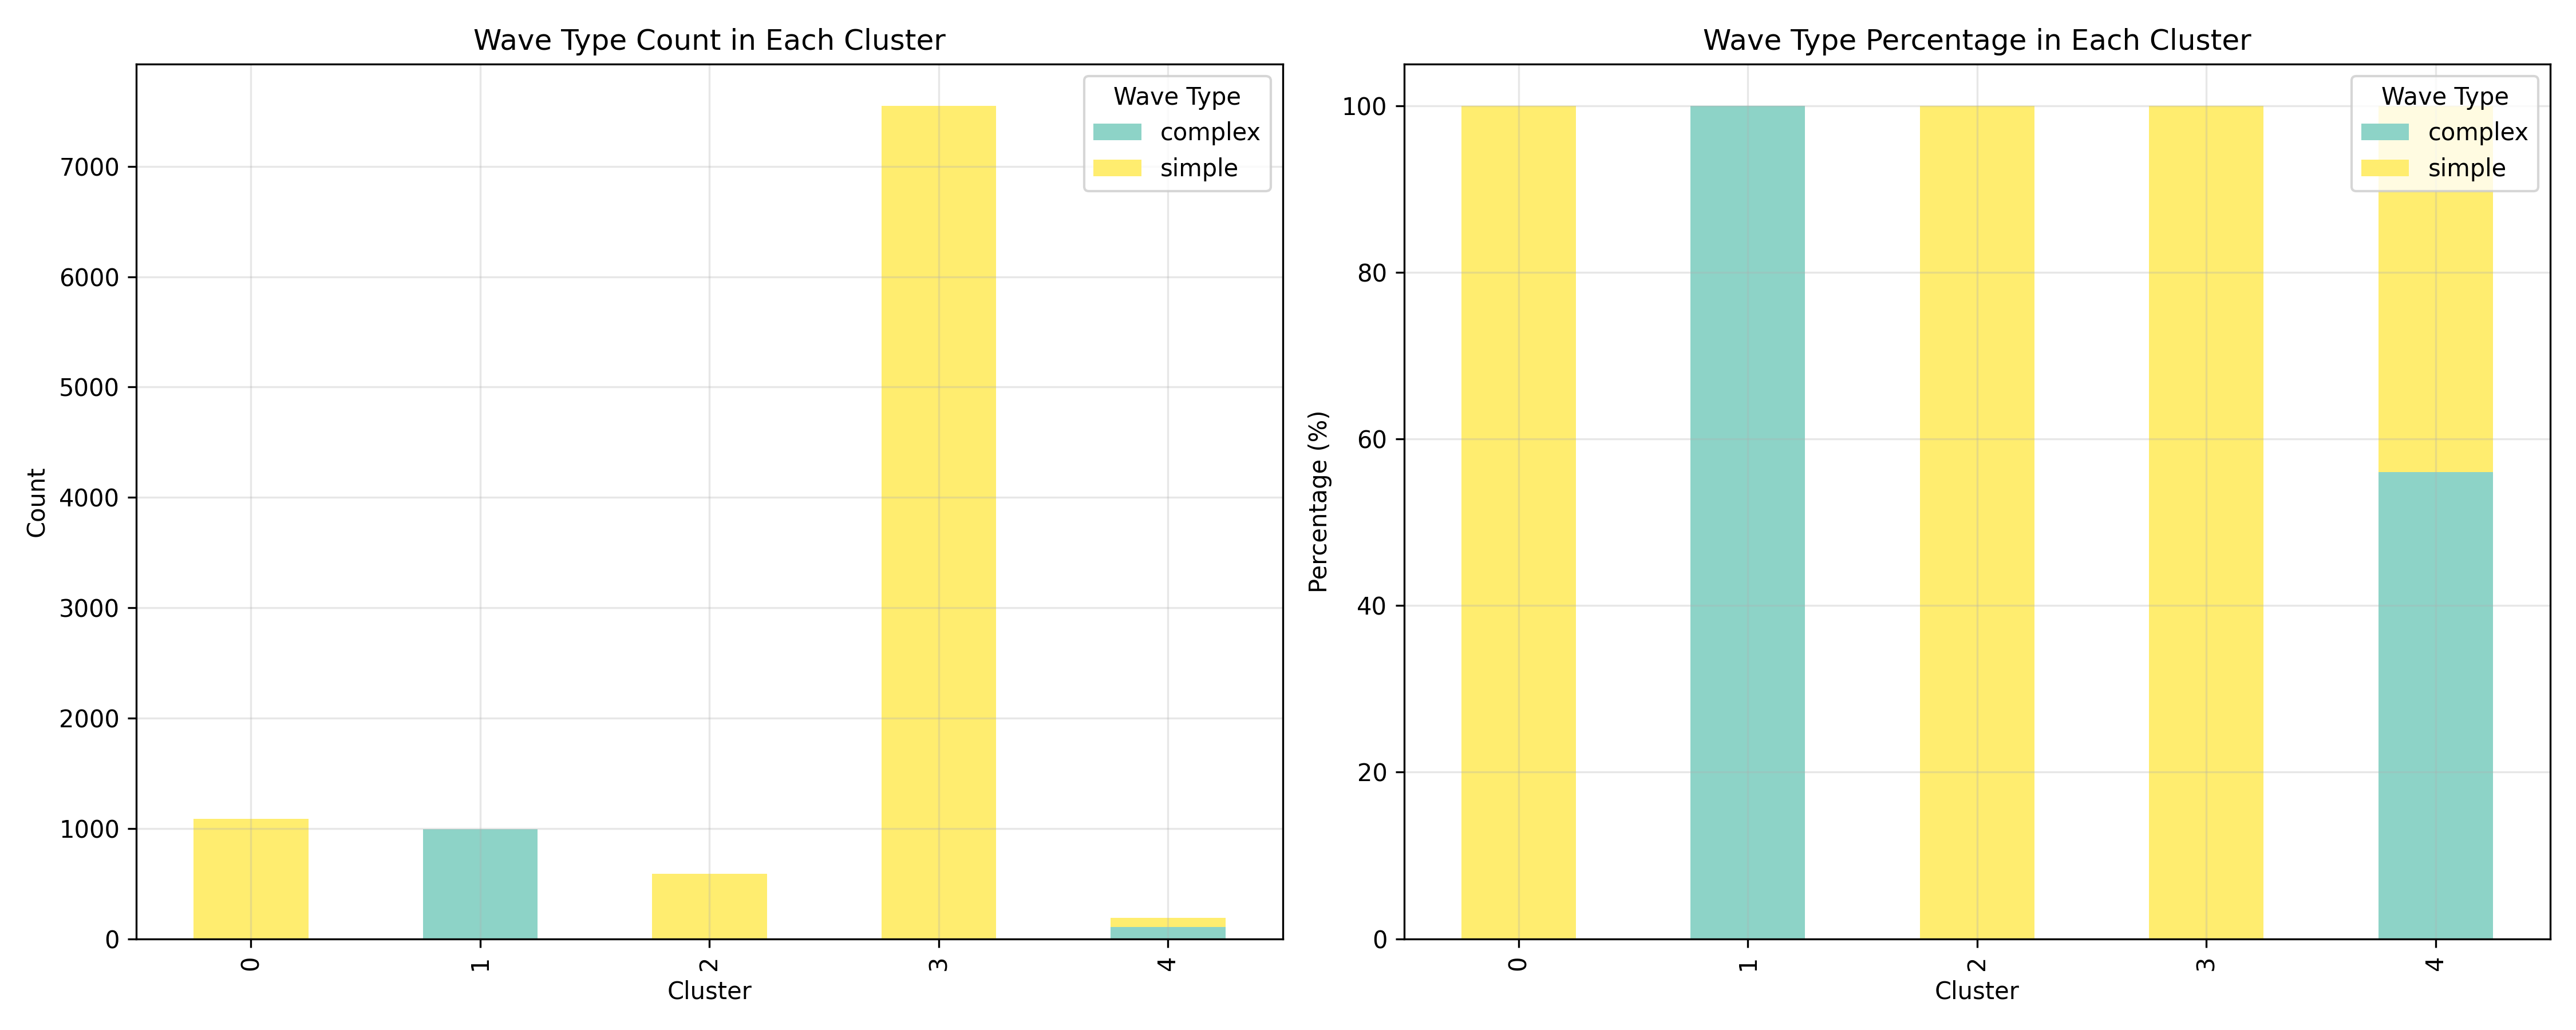 Wave Type Count in Each Cluster
Wave Type
complex
simple
7000
6000
5000
4000
3000
2000
1000
0
Count
0 1 2 3 4
Cluster
Wave Type Percentage in Each Cluster
Wave Type
complex
simple
100
80
60
40
20
0
Percentage (%)
0 1 2 3 4
Cluster